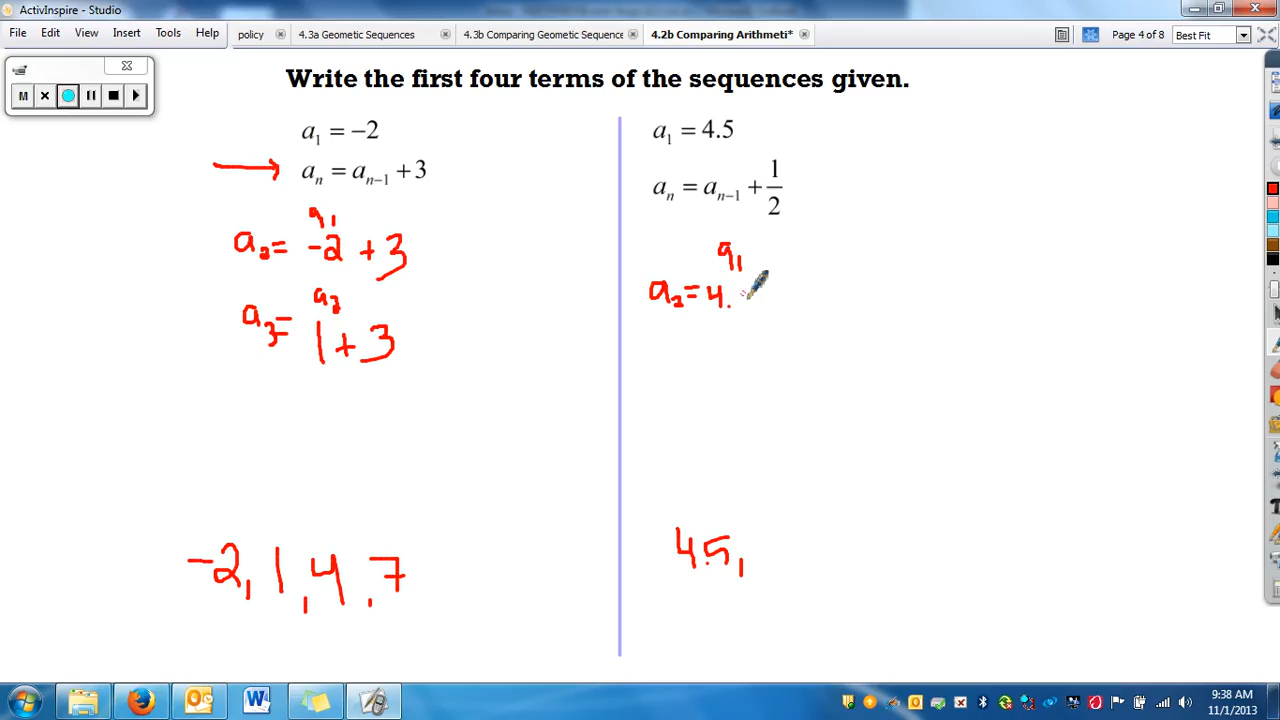 ActivInspire - Studio
File Edit View Insert Tools Help
policy
4.3a Geometic Sequences
4.3b Comparing Geometic Sequence
4.2b Comparing Arithmeti*
Page 4 of 8
Best Fit
M
Write the first four terms of the sequences given.
a₁ = −2
aₙ = aₙ₋₁ + 3
a₁
a₂ = -2 + 3
a₂
a₃ = 1 + 3
-2, 1, 4, 7
a₁ = 4.5
aₙ = aₙ₋₁ + 1/2
a₁
a₂ = 4.
4.5,
9:38 AM
11/1/2013